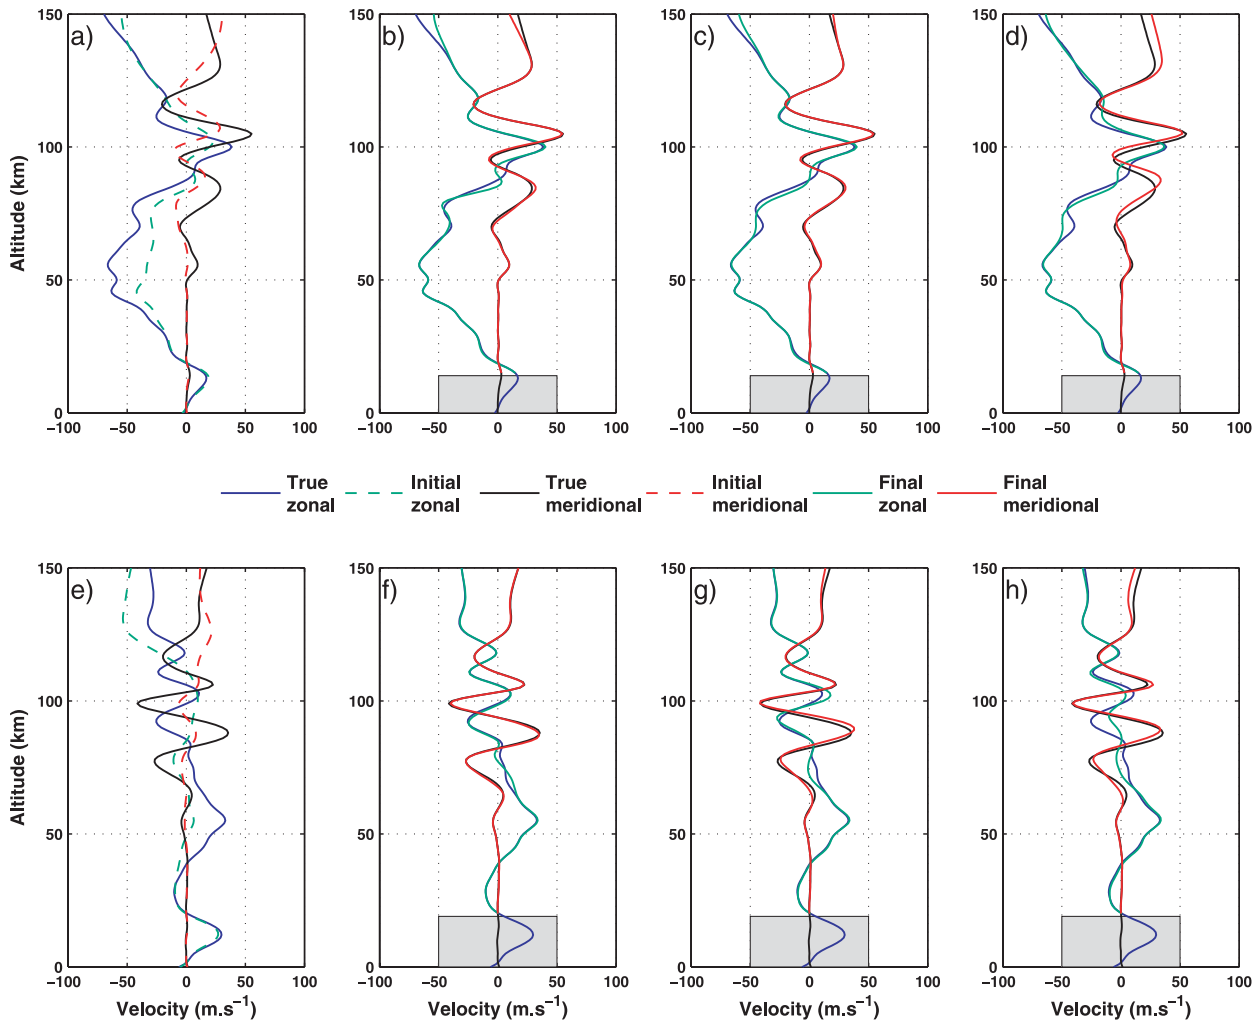 a)
b)
c)
d)
150
100
50
0
Altitude (km)
−100 −50 0 50 100
150
100
50
0
−100 −50 0 50 100
150
100
50
0
−100 −50 0 50 100
150
100
50
0
−100 −50 0 50 100
True zonal
Initial zonal
True meridional
Initial meridional
Final zonal
Final meridional
e)
f)
g)
h)
150
100
50
0
Altitude (km)
−100 −50 0 50 100
Velocity (m.s⁻¹)
150
100
50
0
−100 −50 0 50 100
Velocity (m.s⁻¹)
150
100
50
0
−100 −50 0 50 100
Velocity (m.s⁻¹)
150
100
50
0
−100 −50 0 50 100
Velocity (m.s⁻¹)